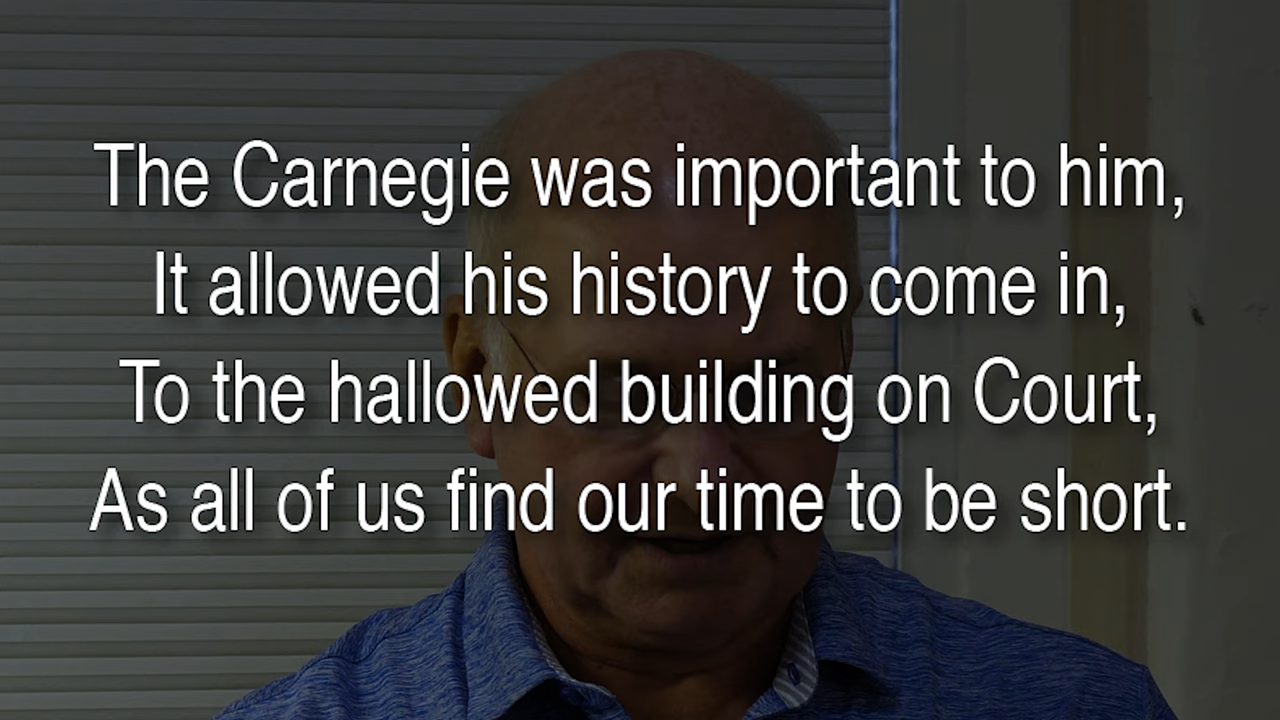 The Carnegie was important to him,
It allowed his history to come in,
To the hallowed building on Court,
As all of us find our time to be short.